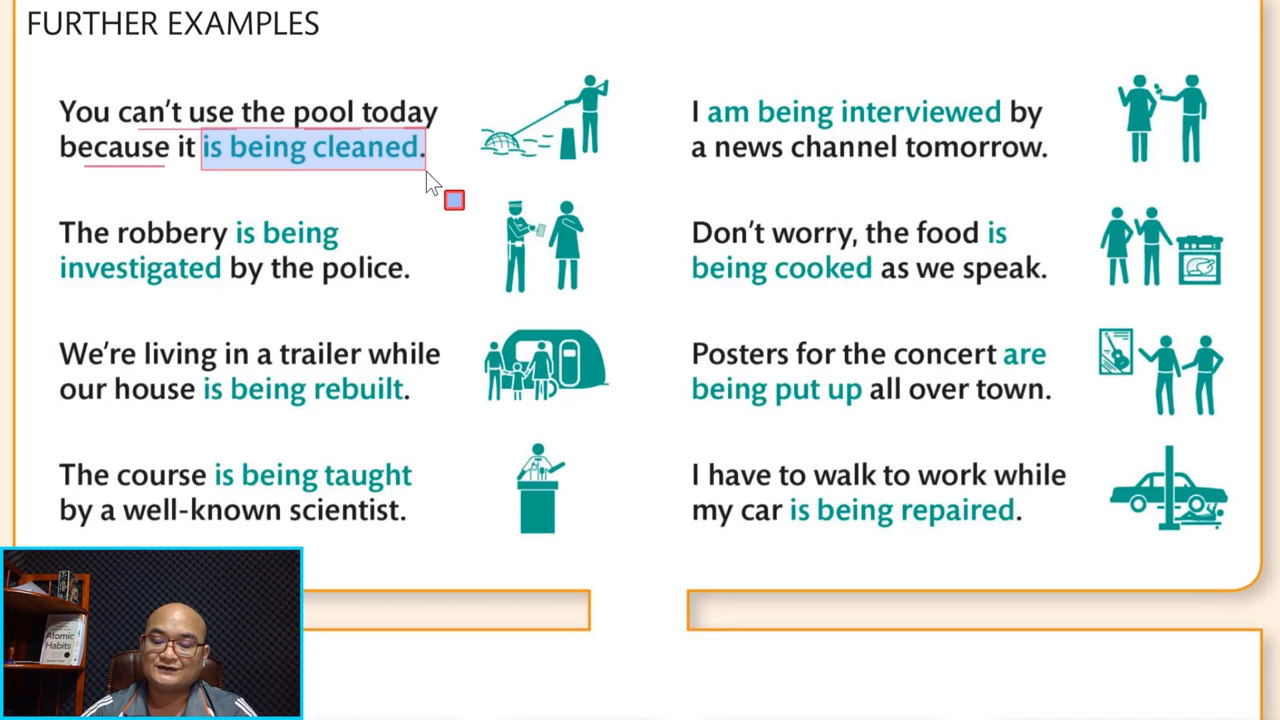 FURTHER EXAMPLES
You can't use the pool today
because it is being cleaned.
The robbery is being
investigated by the police.
We're living in a trailer while
our house is being rebuilt.
The course is being taught
by a well-known scientist.
I am being interviewed by
a news channel tomorrow.
Don't worry, the food is
being cooked as we speak.
Posters for the concert are
being put up all over town.
I have to walk to work while
my car is being repaired.
Atomic
Habits